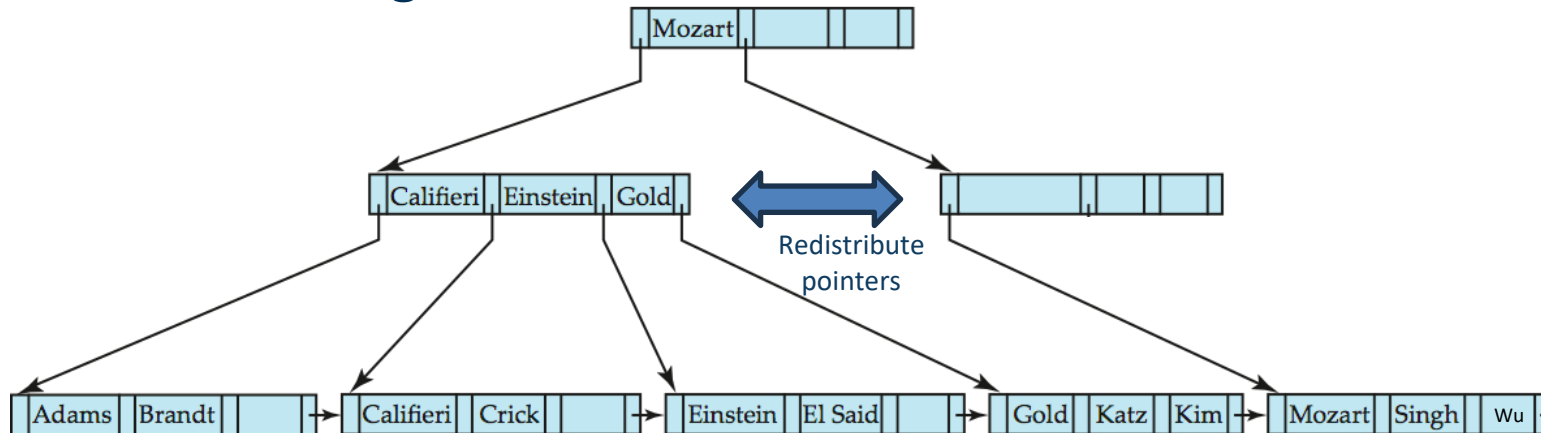 Mozart
Califieri Einstein Gold
Redistribute
pointers
Adams Brandt Califieri Crick Einstein El Said Gold Katz Kim Mozart Singh Wu